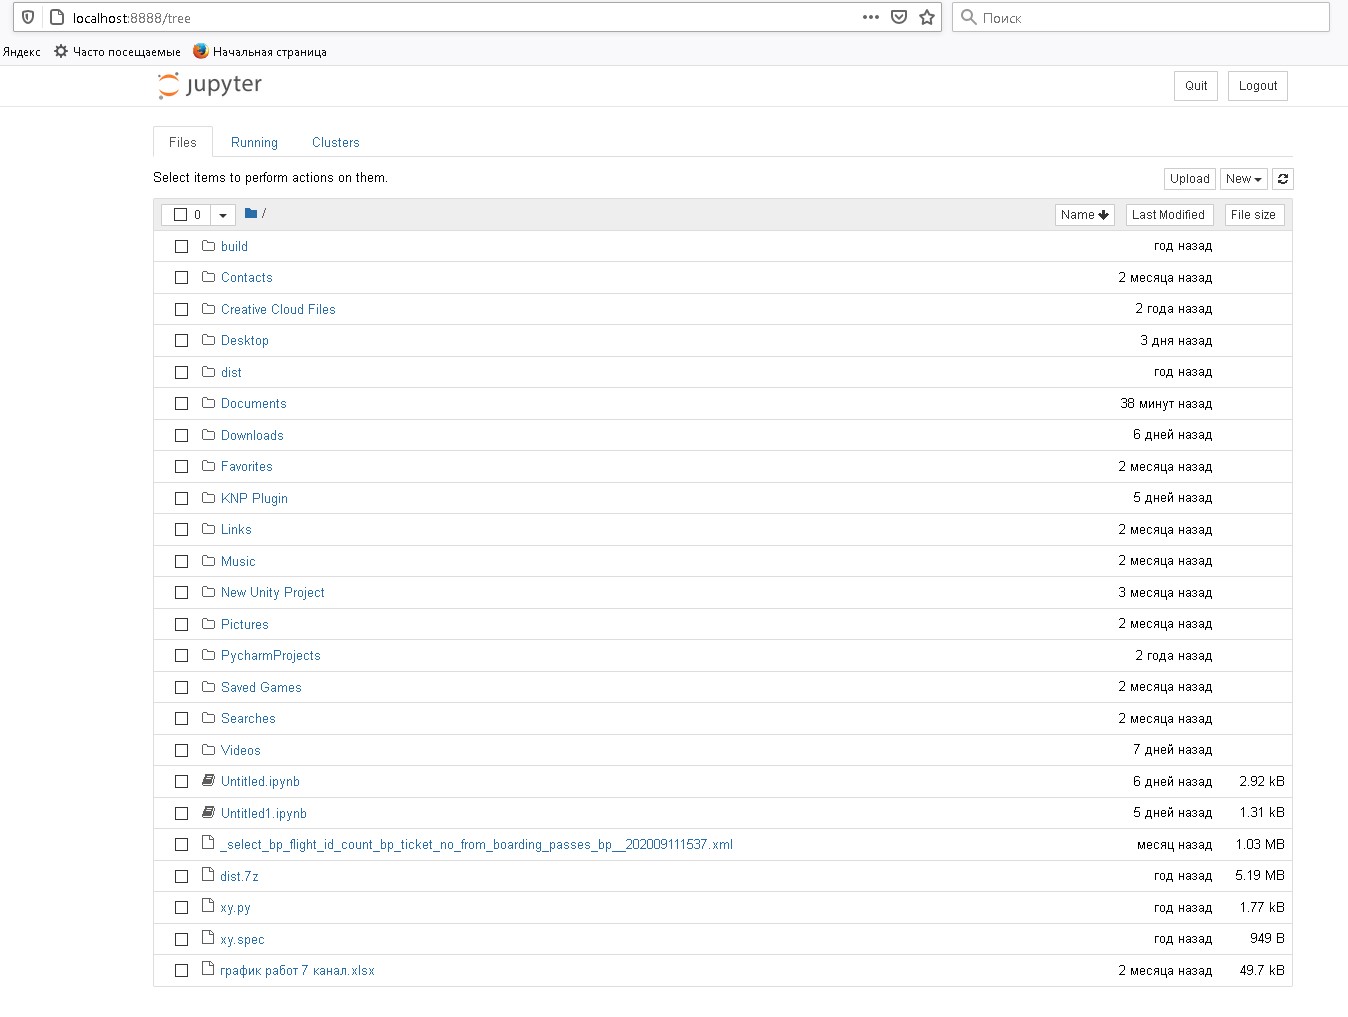 localhost:8888/tree
Поиск
Яндекс Часто посещаемые Начальная страница
jupyter
Quit Logout
Files Running Clusters
Select items to perform actions on them.
Upload New
0 / Name Last Modified File size
build год назад
Contacts 2 месяца назад
Creative Cloud Files 2 года назад
Desktop 3 дня назад
dist год назад
Documents 38 минут назад
Downloads 6 дней назад
Favorites 2 месяца назад
KNP Plugin 5 дней назад
Links 2 месяца назад
Music 2 месяца назад
New Unity Project 3 месяца назад
Pictures 2 месяца назад
PycharmProjects 2 года назад
Saved Games 2 месяца назад
Searches 2 месяца назад
Videos 7 дней назад
Untitled.ipynb 6 дней назад 2.92 kB
Untitled1.ipynb 5 дней назад 1.31 kB
_select_bp_flight_id_count_bp_ticket_no_from_boarding_passes_bp__202009111537.xml месяц назад 1.03 MB
dist.7z год назад 5.19 MB
xy.py год назад 1.77 kB
xy.spec год назад 949 B
график работ 7 канал.xlsx 2 месяца назад 49.7 kB